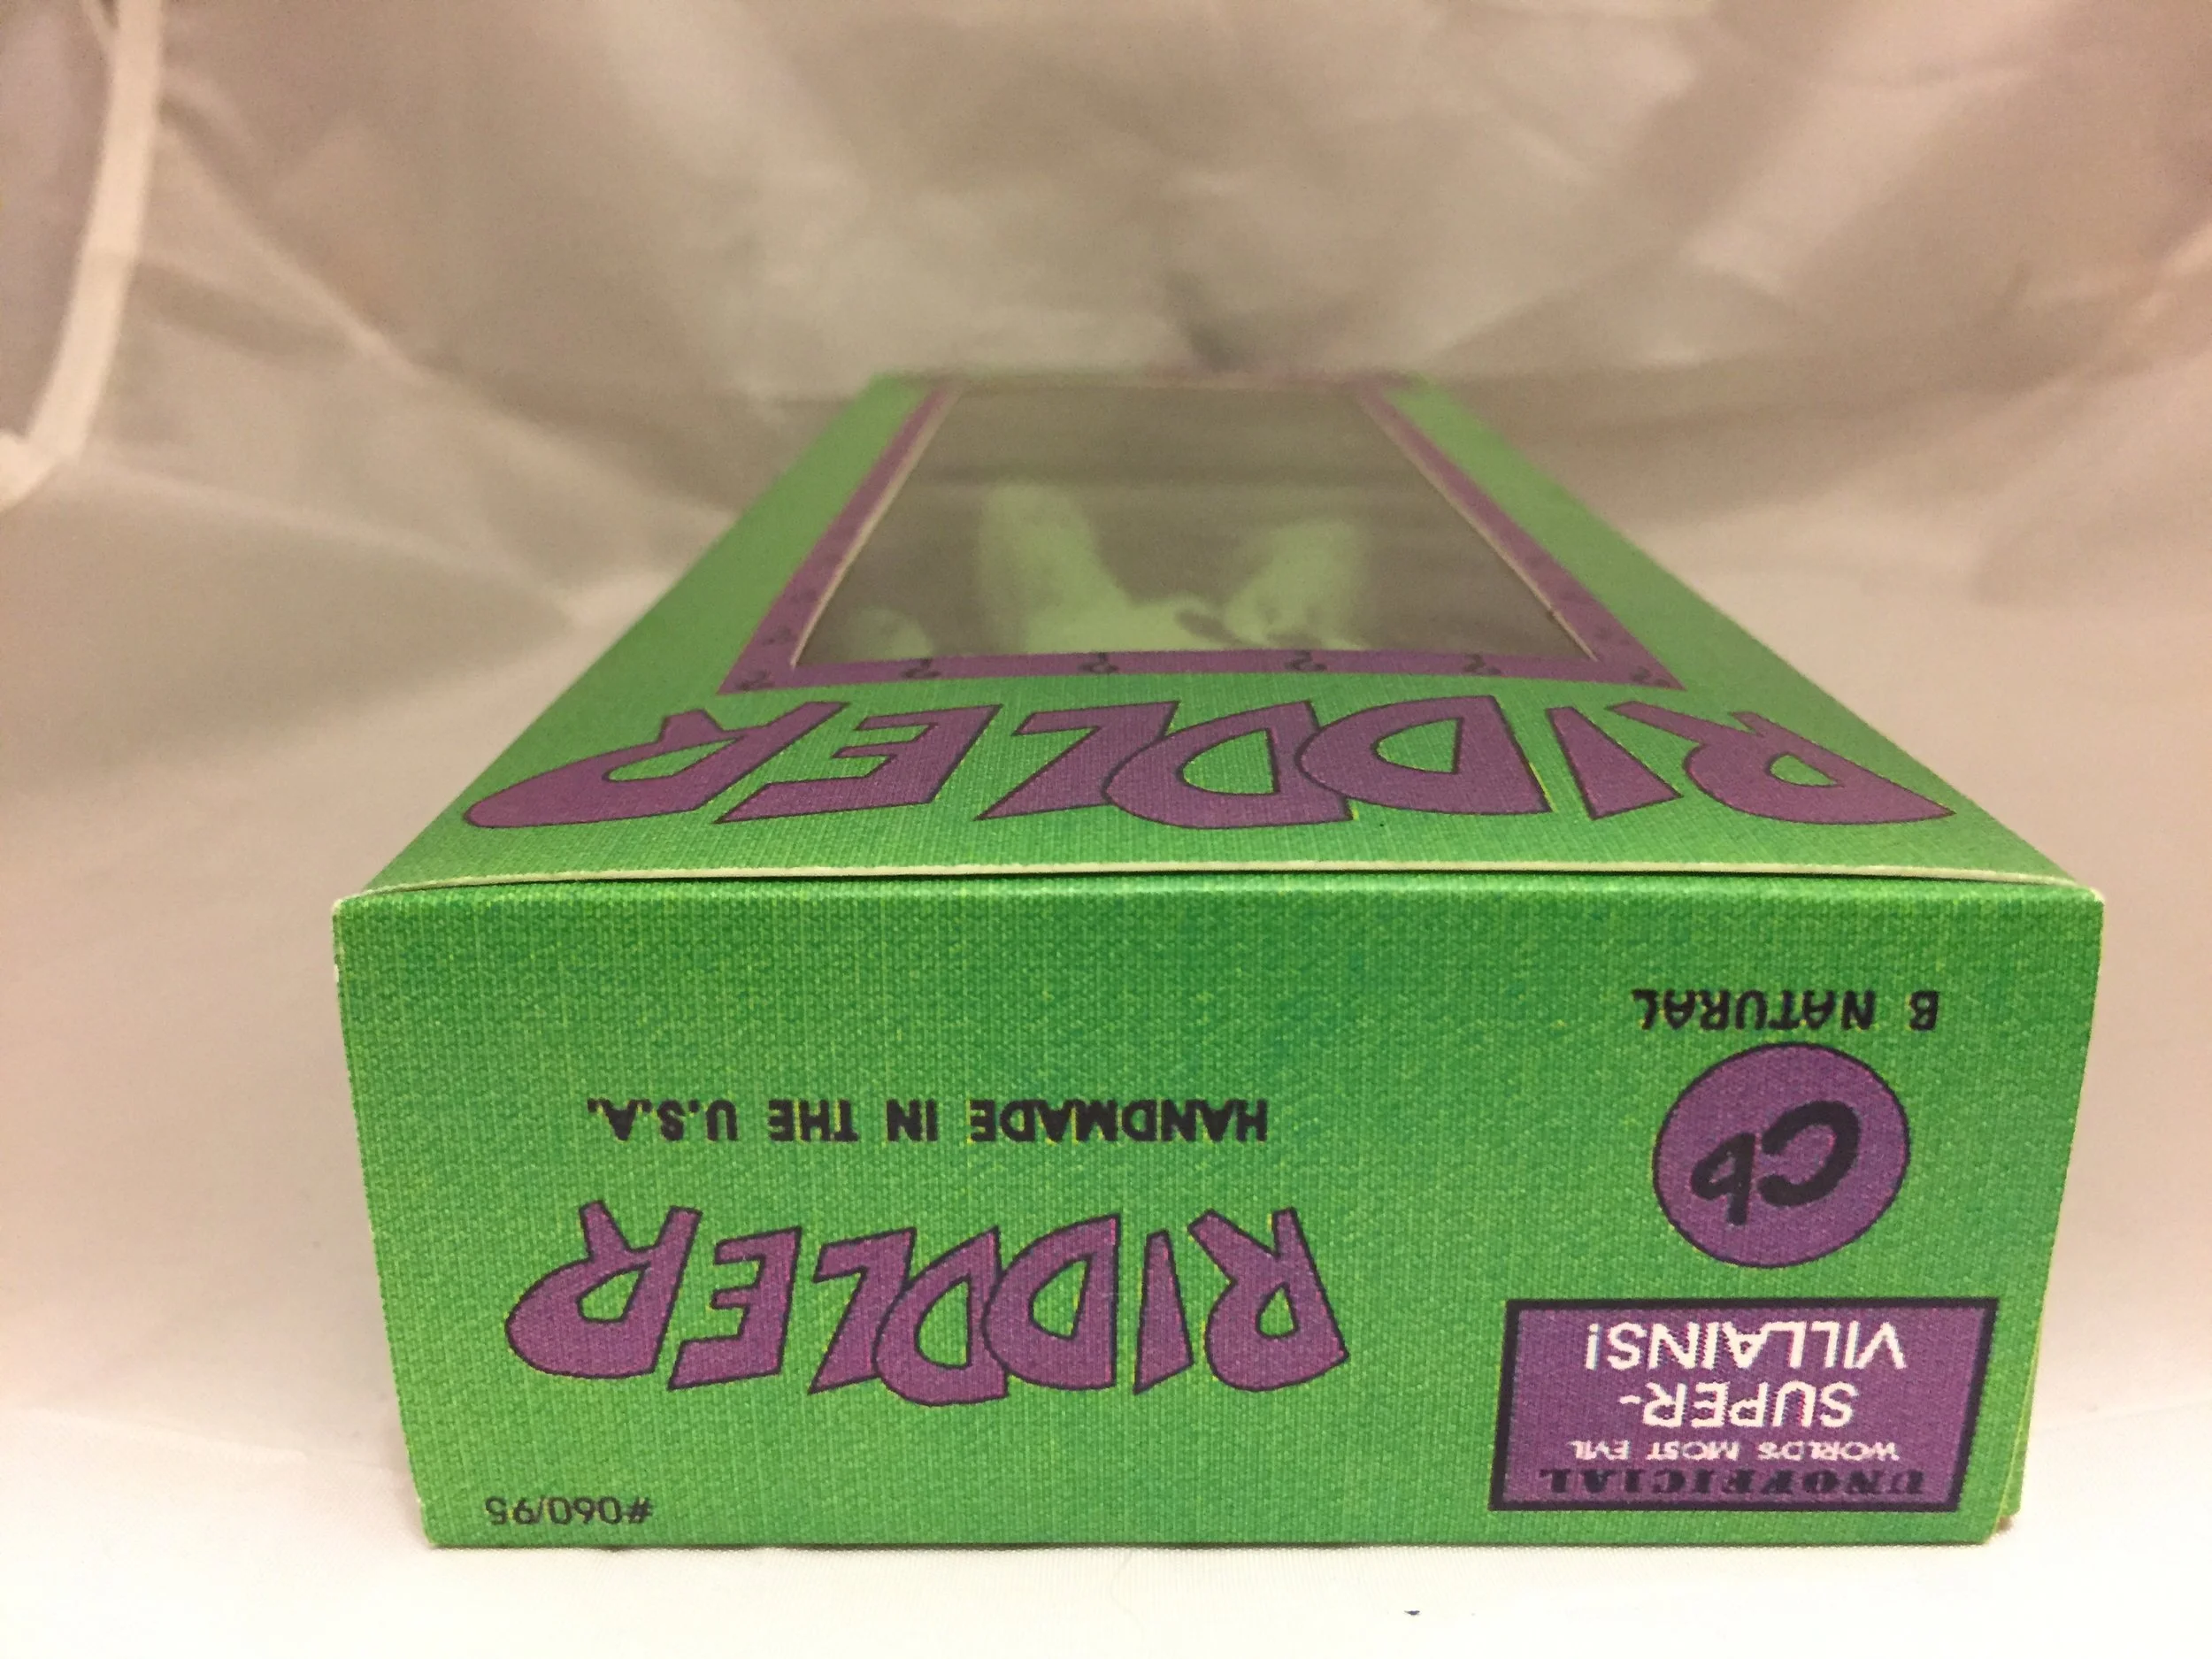 RIDDLER
UNOFFICIAL
WORLD'S MOST EVIL
SUPER-
VILLAINS!
Cb
B NATURAL
#060/95
RIDDLER
HANDMADE IN THE U.S.A.